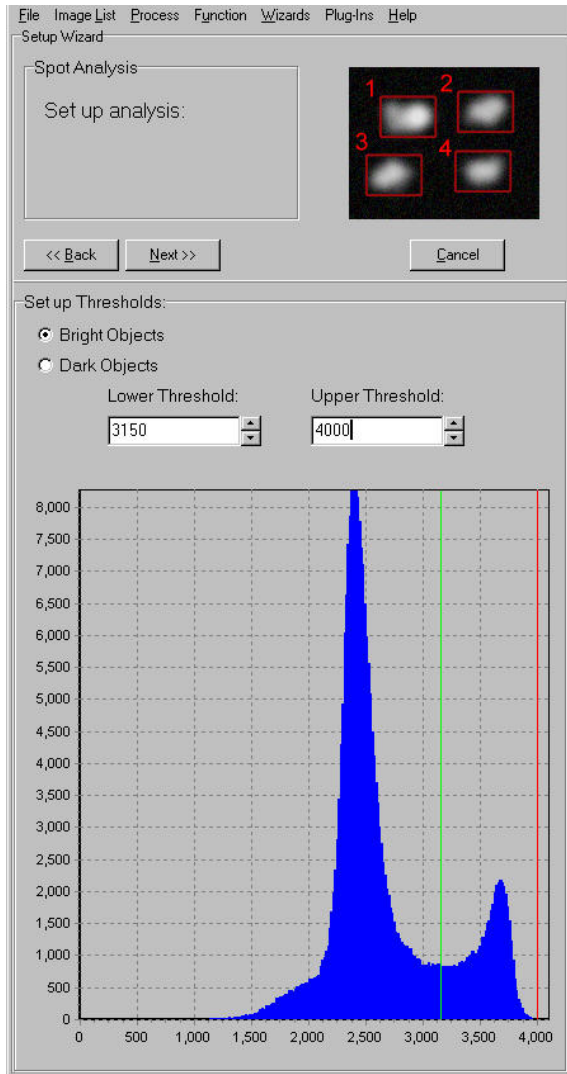 File Image List Process Function Wizards Plug-Ins Help
Setup Wizard
Spot Analysis
Set up analysis:
1 2
3 4
<< Back Next >> Cancel
Set up Thresholds:
Bright Objects
Dark Objects
Lower Threshold: Upper Threshold:
3150 4000
8,000
7,500
7,000
6,500
6,000
5,500
5,000
4,500
4,000
3,500
3,000
2,500
2,000
1,500
1,000
500
0
0 500 1,000 1,500 2,000 2,500 3,000 3,500 4,000